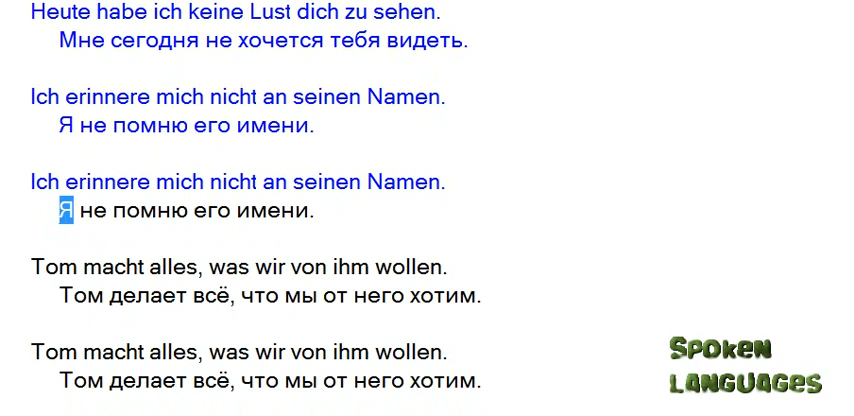 Heute habe ich keine Lust dich zu sehen.
Мне сегодня не хочется тебя видеть.
Ich erinnere mich nicht an seinen Namen.
Я не помню его имени.
Ich erinnere mich nicht an seinen Namen.
Я не помню его имени.
Tom macht alles, was wir von ihm wollen.
Том делает всё, что мы от него хотим.
Tom macht alles, was wir von ihm wollen.
Том делает всё, что мы от него хотим.
Spoken
Languages